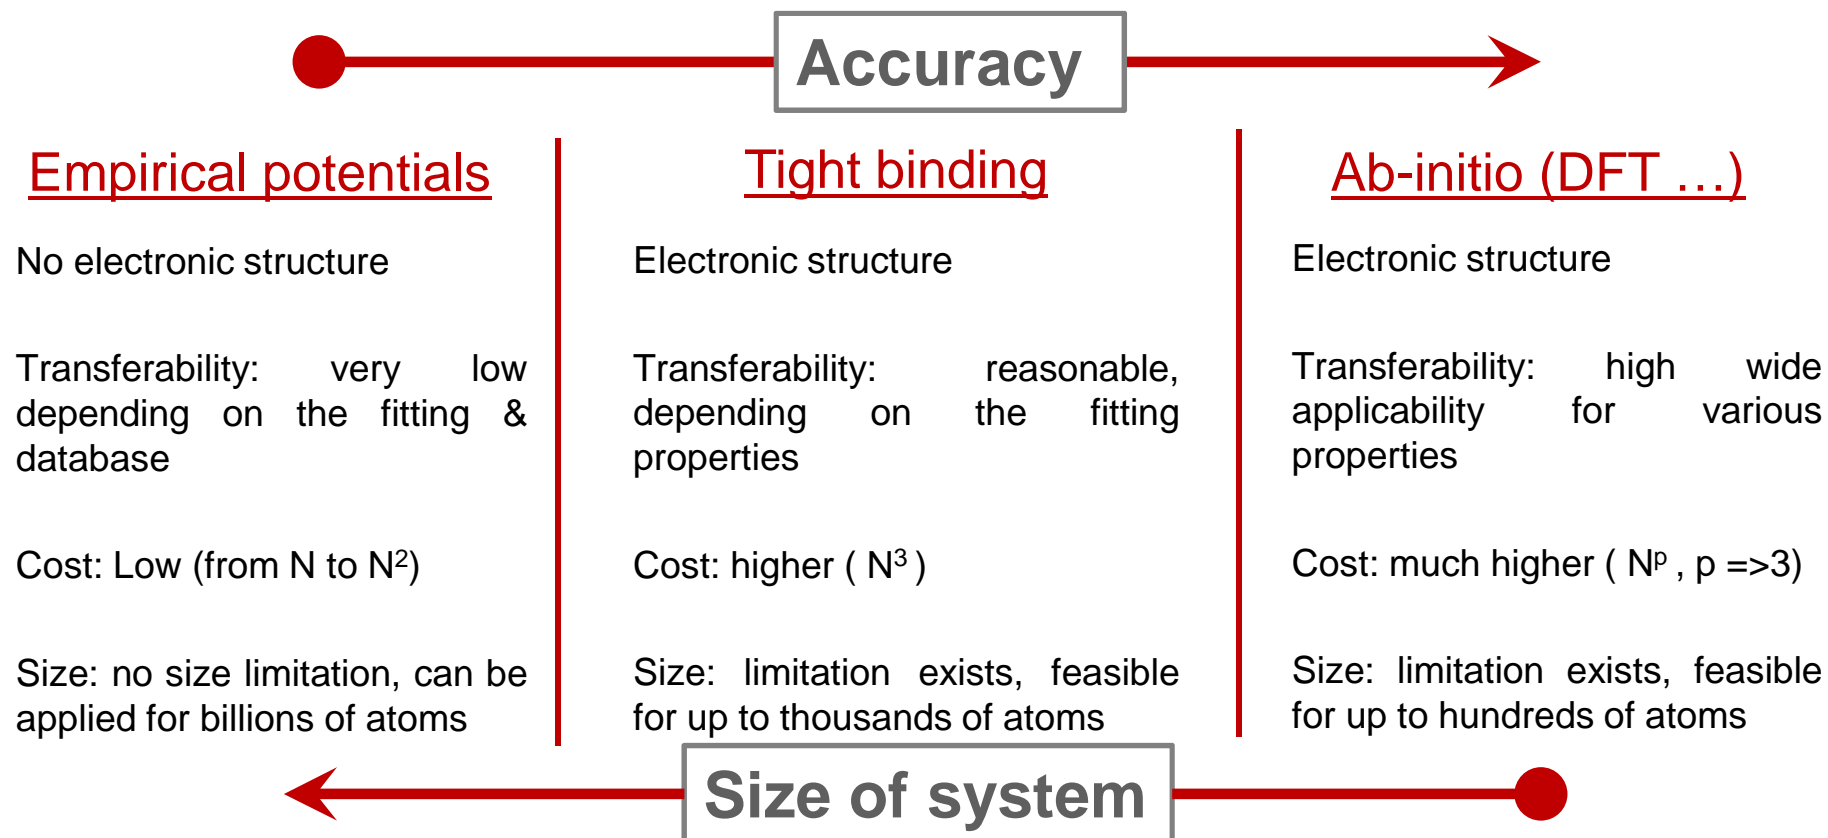 Accuracy
Empirical potentials
No electronic structure
Transferability: very low
depending on the fitting &
database
Cost: Low (from N to N²)
Size: no size limitation, can be
applied for billions of atoms
Tight binding
Electronic structure
Transferability: reasonable,
depending on the fitting
properties
Cost: higher ( N³ )
Size: limitation exists, feasible
for up to thousands of atoms
Ab-initio (DFT …)
Electronic structure
Transferability: high wide
applicability for various
properties
Cost: much higher ( Nᵖ , p =>3)
Size: limitation exists, feasible
for up to hundreds of atoms
Size of system